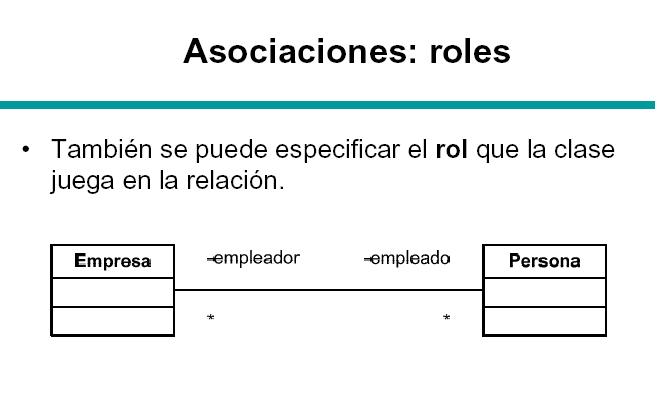 Asociaciones: roles
• También se puede especificar el rol que la clase
juega en la relación.
Empresa -empleador -empleado Persona
* *